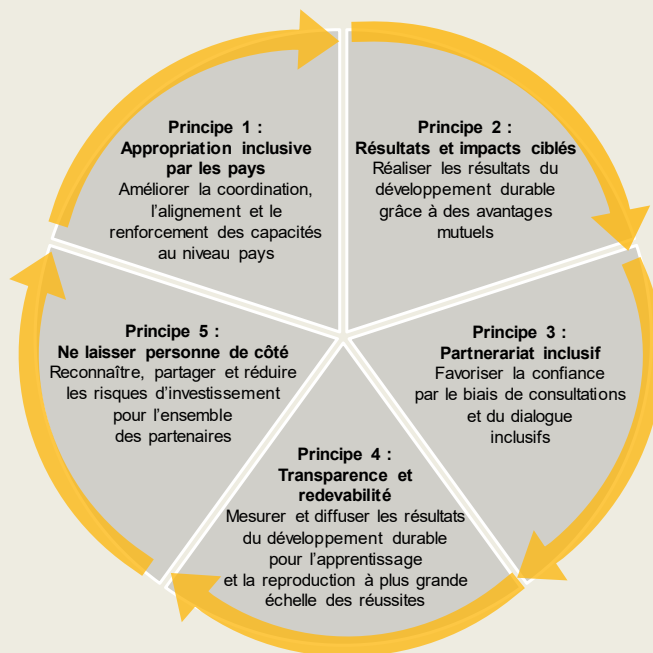 Principe 1 :
Appropriation inclusive
par les pays
Améliorer la coordination,
l'alignement et le
renforcement des capacités
au niveau pays
Principe 2 :
Résultats et impacts ciblés
Réaliser les résultats du
développement durable
grâce à des avantages
mutuels
Principe 3 :
Partnerariat inclusif
Favoriser la confiance
par le biais de consultations
et du dialogue
inclusifs
Principe 4 :
Transparence et
redevabilité
Mesurer et diffuser les résultats
du développement durable
pour l'apprentissage
et la reproduction à plus grande
échelle des réussites
Principe 5 :
Ne laisser personne de côté
Reconnaître, partager et réduire
les risques d'investissement
pour l'ensemble
des partenaires